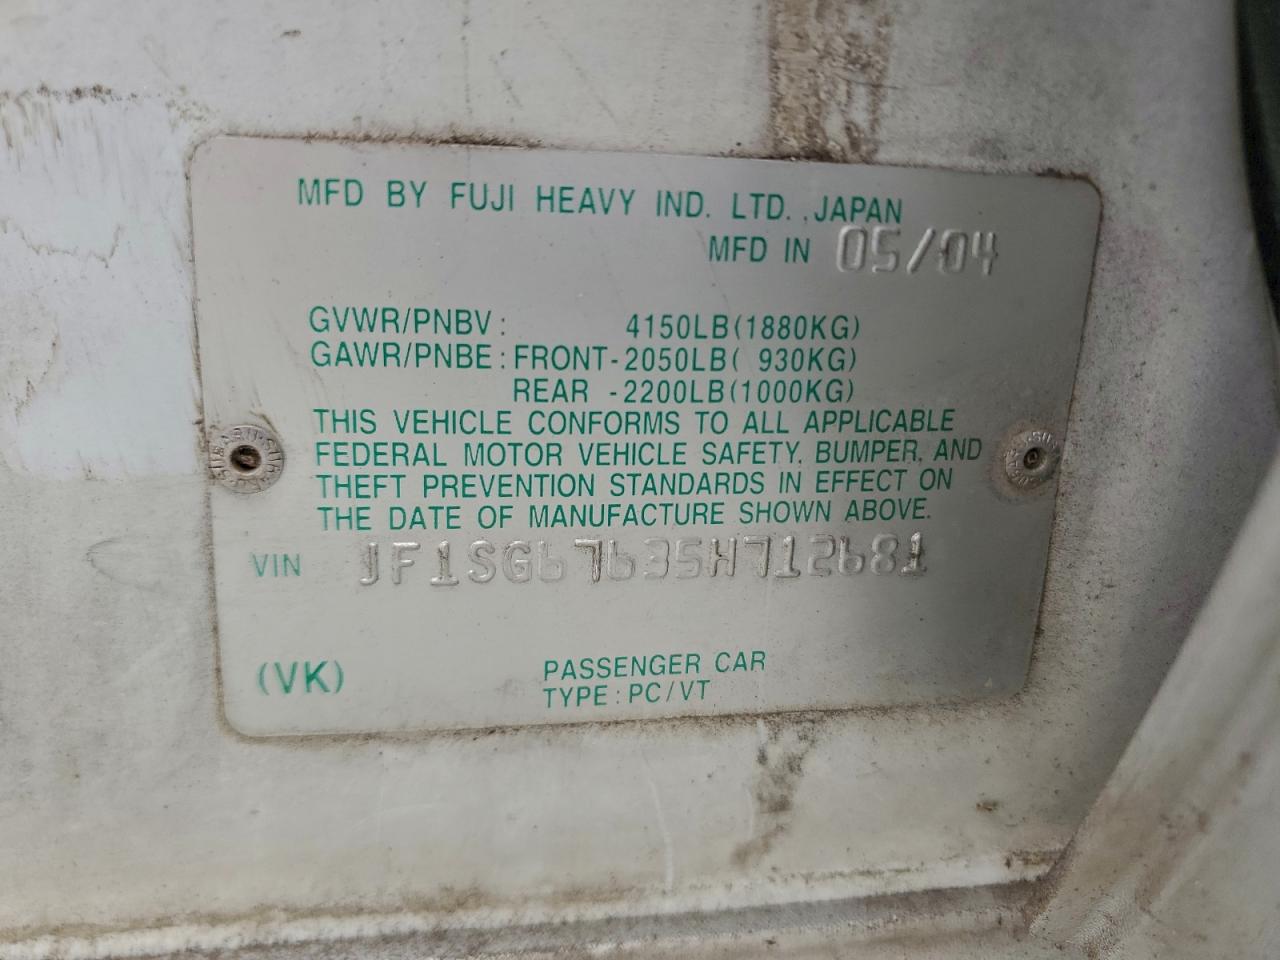 MFD BY FUJI HEAVY IND. LTD., JAPAN
MFD IN 05/04
GVWR/PNBV: 4150LB(1880KG)
GAWR/PNBE: FRONT-2050LB( 930KG)
REAR -2200LB(1000KG)
THIS VEHICLE CONFORMS TO ALL APPLICABLE
FEDERAL MOTOR VEHICLE SAFETY, BUMPER, AND
THEFT PREVENTION STANDARDS IN EFFECT ON
THE DATE OF MANUFACTURE SHOWN ABOVE.
VIN JF1SG67635H712681
(VK)
PASSENGER CAR
TYPE: PC/VT